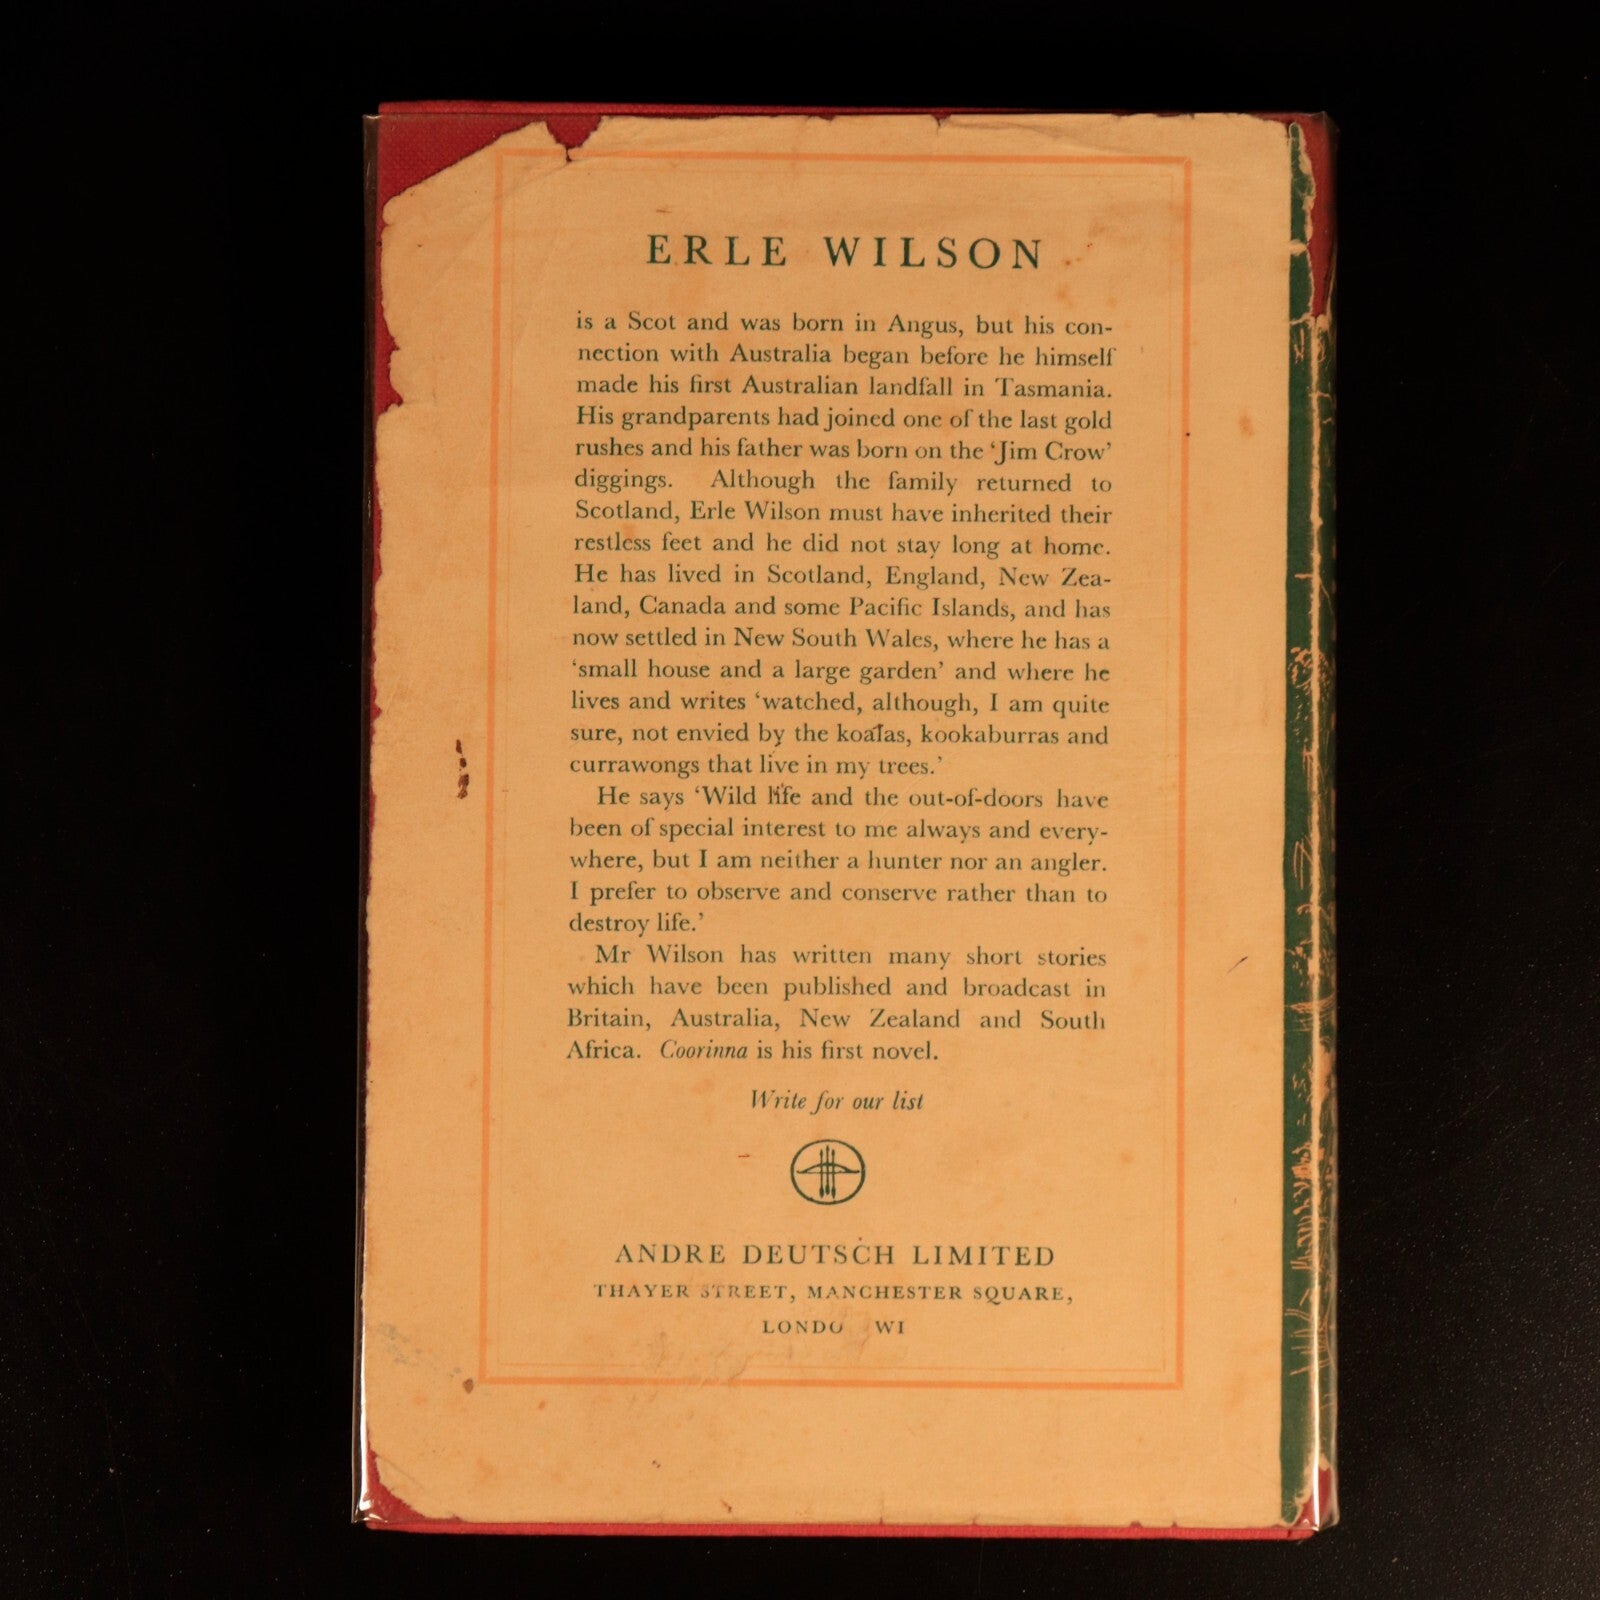 ERLE WILSON
is a Scot and was born in Angus, but his con-
nection with Australia began before he himself
made his first Australian landfall in Tasmania.
His grandparents had joined one of the last gold
rushes and his father was born on the ‘Jim Crow’
diggings. Although the family returned to
Scotland, Erle Wilson must have inherited their
restless feet and he did not stay long at home.
He has lived in Scotland, England, New Zea-
land, Canada and some Pacific Islands, and has
now settled in New South Wales, where he has a
‘small house and a large garden’ and where he
lives and writes ‘watched, although, I am quite
sure, not envied by the koalas, kookaburras and
currawongs that live in my trees.’
He says ‘Wild life and the out-of-doors have
been of special interest to me always and every-
where, but I am neither a hunter nor an angler.
I prefer to observe and conserve rather than to
destroy life.’
Mr Wilson has written many short stories
which have been published and broadcast in
Britain, Australia, New Zealand and South
Africa. Coorinna is his first novel.
Write for our list
ANDRE DEUTSCH LIMITED
THAYER STREET, MANCHESTER SQUARE,
LONDO WI